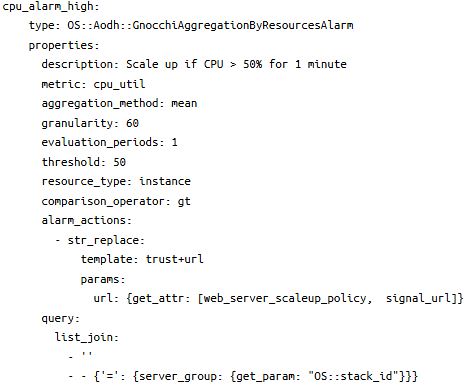 cpu_alarm_high:
    type: OS::Aodh::GnocchiAggregationByResourcesAlarm
    properties:
      description: Scale up if CPU > 50% for 1 minute
      metric: cpu_util
      aggregation_method: mean
      granularity: 60
      evaluation_periods: 1
      threshold: 50
      resource_type: instance
      comparison_operator: gt
      alarm_actions:
        - str_replace:
            template: trust+url
            params:
              url: {get_attr: [web_server_scaleup_policy, signal_url]}
      query:
        list_join:
          - ''
          - - {'=': {server_group: {get_param: "OS::stack_id"}}}